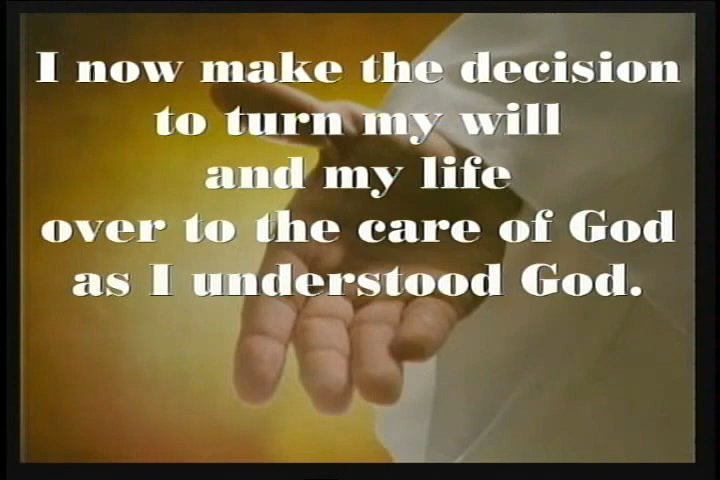 I now make the decision
to turn my will
and my life
over to the care of God
as I understood God.